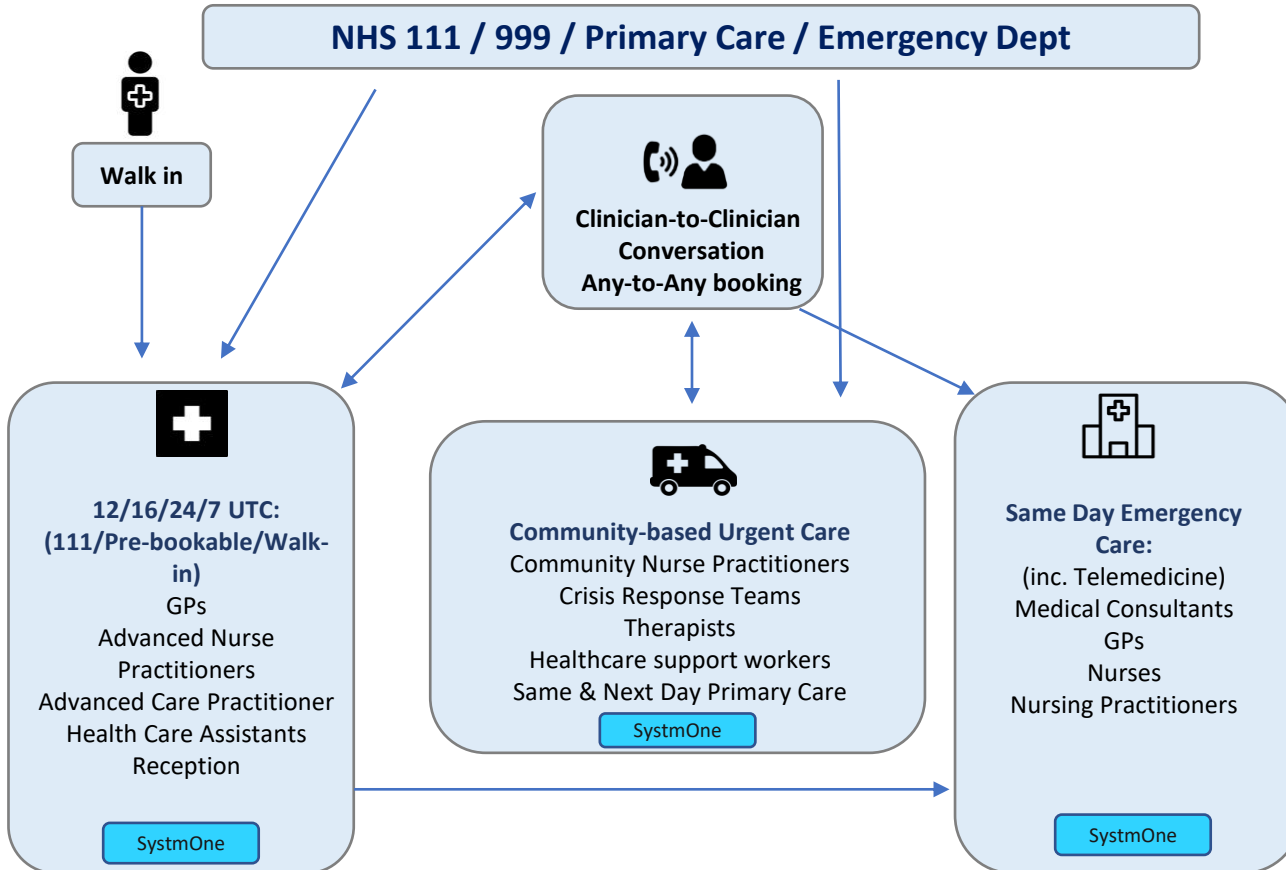 NHS 111 / 999 / Primary Care / Emergency Dept
Walk in
Clinician-to-Clinician
Conversation
Any-to-Any booking
12/16/24/7 UTC:
(111/Pre-bookable/Walk-
in)
GPs
Advanced Nurse
Practitioners
Advanced Care Practitioner
Health Care Assistants
Reception
SystmOne
Community-based Urgent Care
Community Nurse Practitioners
Crisis Response Teams
Therapists
Healthcare support workers
Same & Next Day Primary Care
SystmOne
Same Day Emergency
Care:
(inc. Telemedicine)
Medical Consultants
GPs
Nurses
Nursing Practitioners
SystmOne